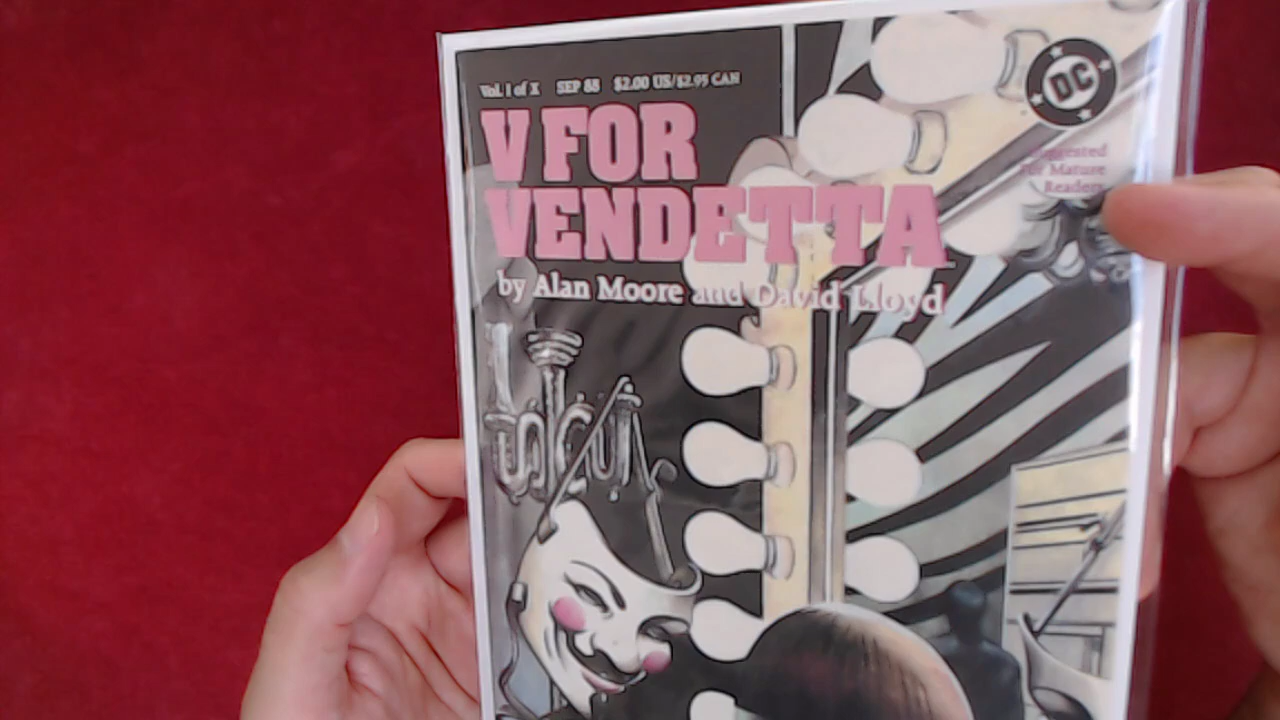 Vol. I of X SEP 88 $2.00 US/$2.95 CAN
V FOR
VENDETTA
by Alan Moore and David Lloyd
DC
Suggested
For Mature
Readers